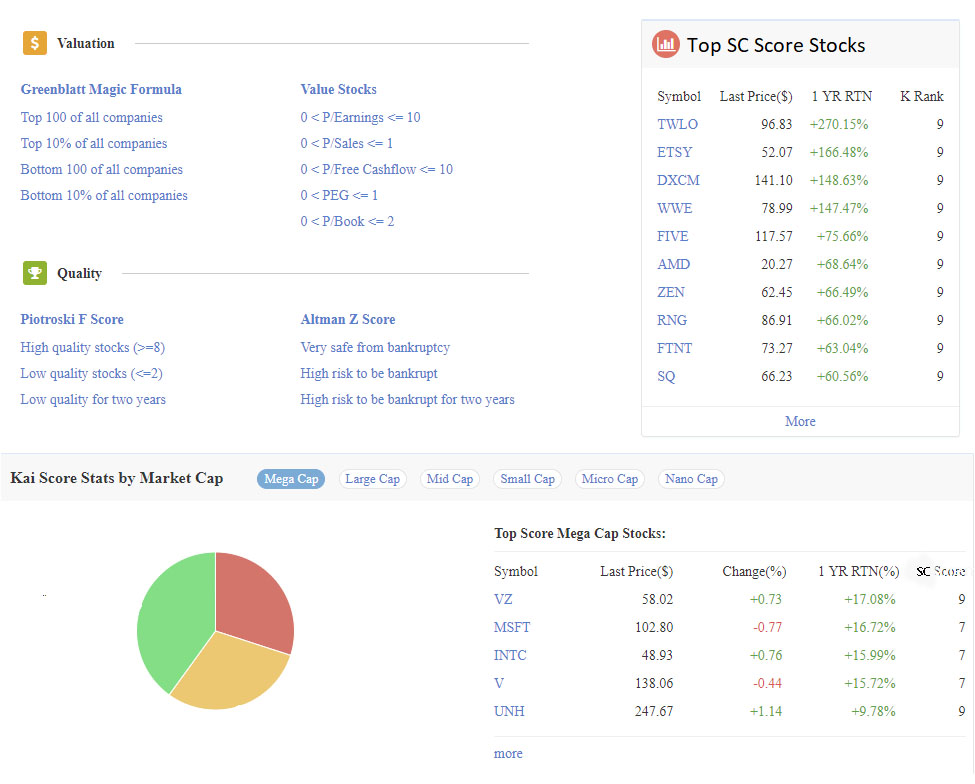 $ Valuation
Greenblatt Magic Formula
Top 100 of all companies
Top 10% of all companies
Bottom 100 of all companies
Bottom 10% of all companies
Value Stocks
0 < P/Earnings <= 10
0 < P/Sales <= 1
0 < P/Free Cashflow <= 10
0 < PEG <= 1
0 < P/Book <= 2
Quality
Piotroski F Score
High quality stocks (>=8)
Low quality stocks (<=2)
Low quality for two years
Altman Z Score
Very safe from bankruptcy
High risk to be bankrupt
High risk to be bankrupt for two years
Top SC Score Stocks
Symbol Last Price($) 1 YR RTN K Rank
TWLO 96.83 +270.15% 9
ETSY 52.07 +166.48% 9
DXCM 141.10 +148.63% 9
WWE 78.99 +147.47% 9
FIVE 117.57 +75.66% 9
AMD 20.27 +68.64% 9
ZEN 62.45 +66.49% 9
RNG 86.91 +66.02% 9
FTNT 73.27 +63.04% 9
SQ 66.23 +60.56% 9
More
Kai Score Stats by Market Cap Mega Cap Large Cap Mid Cap Small Cap Micro Cap Nano Cap
Top Score Mega Cap Stocks:
Symbol Last Price($) Change(%) 1 YR RTN(%) SC Score
VZ 58.02 +0.73 +17.08% 9
MSFT 102.80 -0.77 +16.72% 7
INTC 48.93 +0.76 +15.99% 7
V 138.06 -0.44 +15.72% 7
UNH 247.67 +1.14 +9.78% 9
more